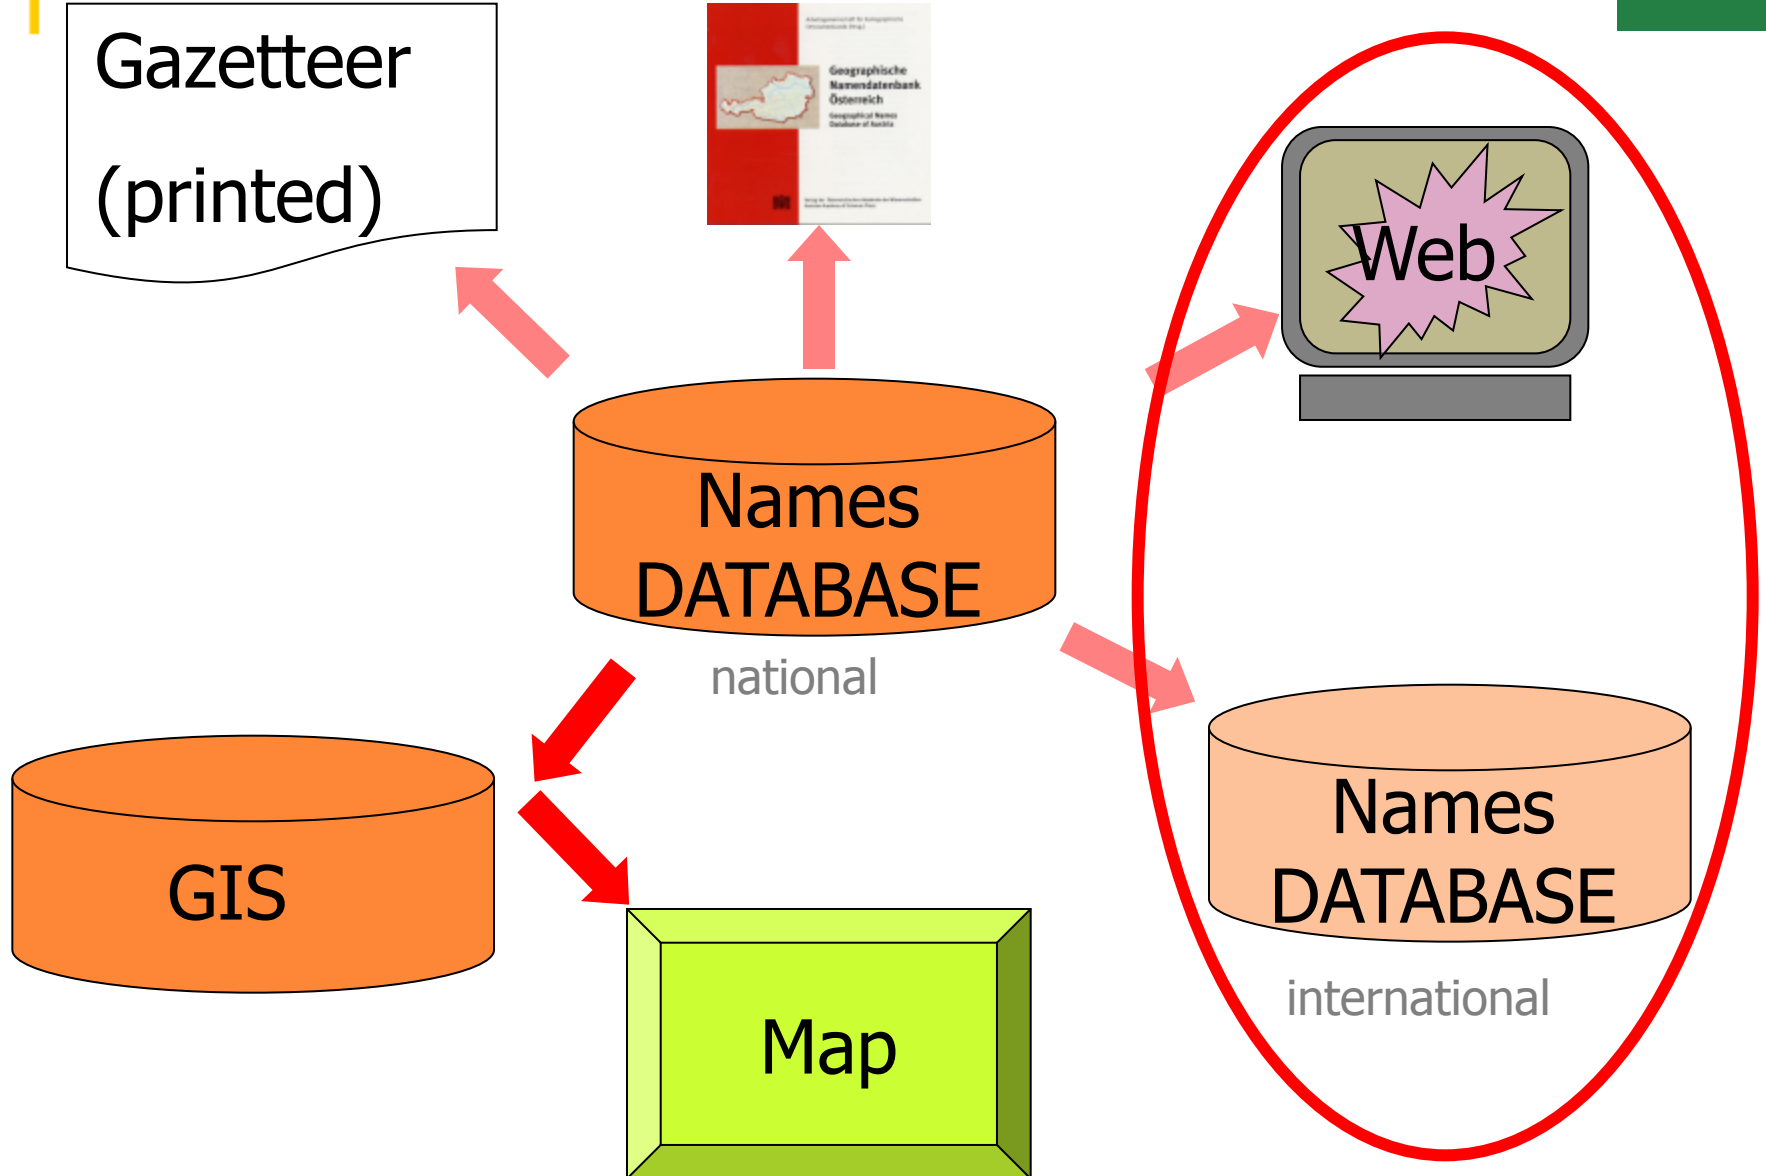 Gazetteer
(printed)
Geographische
Namendatenbank
Österreich
Geographical Names
Database of Austria
Web
Names
DATABASE
national
GIS
Map
Names
DATABASE
international